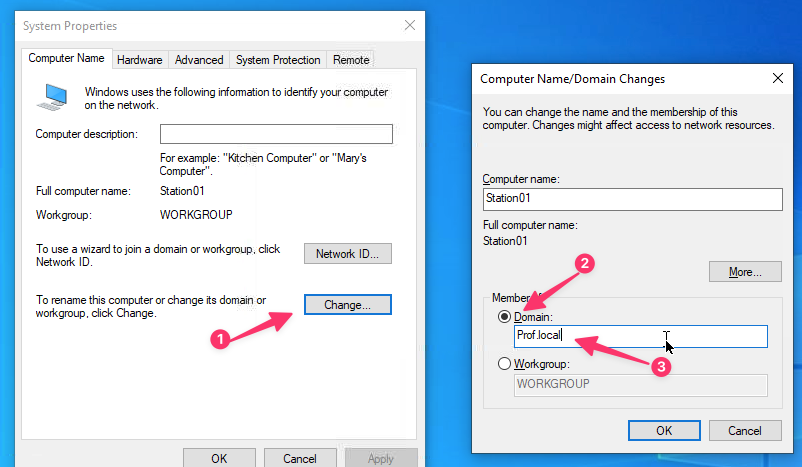 System Properties
Computer Name
Hardware
Advanced
System Protection
Remote
Windows uses the following information to identify your computer
on the network.
Computer description:
For example: "Kitchen Computer" or "Mary's
Computer".
Full computer name:
Station01
Workgroup:
WORKGROUP
To use a wizard to join a domain or workgroup, click
Network ID.
Network ID...
To rename this computer or change its domain or
workgroup, click Change.
Change...
1
OK
Cancel
Apply
Computer Name/Domain Changes
You can change the name and the membership of this
computer. Changes might affect access to network resources.
Computer name:
Station01
Full computer name:
Station01
More...
2
Member of
Domain:
Prof.local
3
Workgroup:
WORKGROUP
OK
Cancel